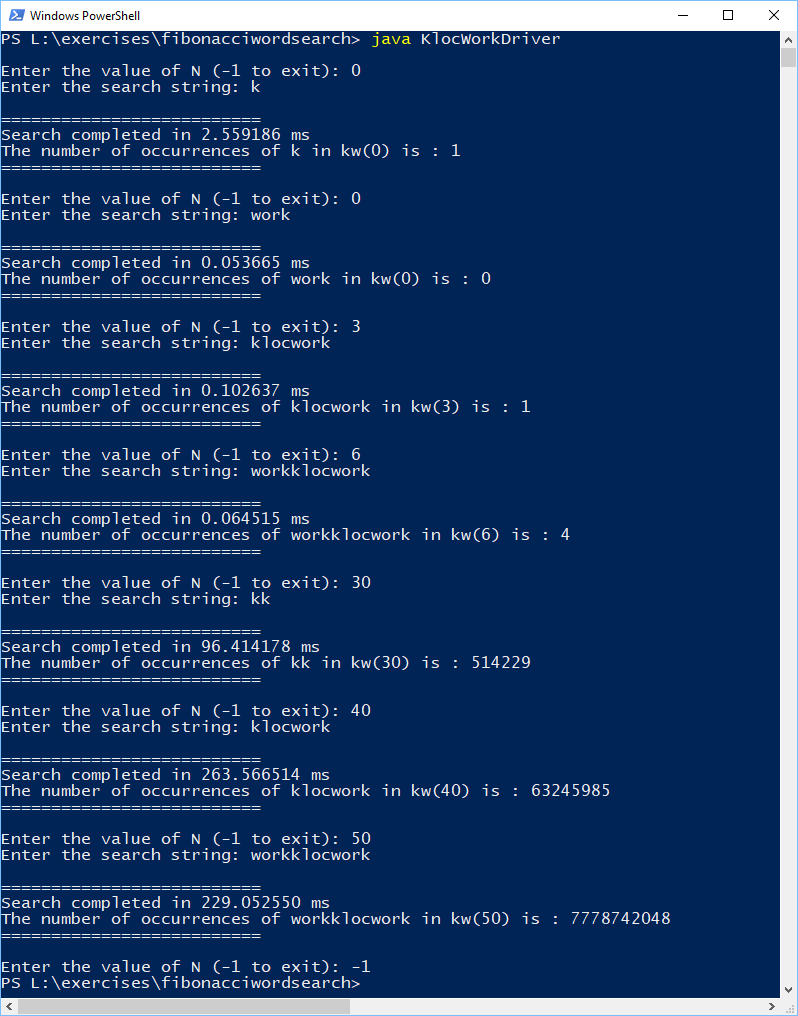 Windows PowerShell
PS L:\exercises\fibonacciwordsearch> java KlocWorkDriver
Enter the value of N (-1 to exit): 0
Enter the search string: k
==========================
Search completed in 2.559186 ms
The number of occurrences of k in kw(0) is : 1
==========================
Enter the value of N (-1 to exit): 0
Enter the search string: work
==========================
Search completed in 0.053665 ms
The number of occurrences of work in kw(0) is : 0
==========================
Enter the value of N (-1 to exit): 3
Enter the search string: klocwork
==========================
Search completed in 0.102637 ms
The number of occurrences of klocwork in kw(3) is : 1
==========================
Enter the value of N (-1 to exit): 6
Enter the search string: workklocwork
==========================
Search completed in 0.064515 ms
The number of occurrences of workklocwork in kw(6) is : 4
==========================
Enter the value of N (-1 to exit): 30
Enter the search string: kk
==========================
Search completed in 96.414178 ms
The number of occurrences of kk in kw(30) is : 514229
==========================
Enter the value of N (-1 to exit): 40
Enter the search string: klocwork
==========================
Search completed in 263.566514 ms
The number of occurrences of klocwork in kw(40) is : 63245985
==========================
Enter the value of N (-1 to exit): 50
Enter the search string: workklocwork
==========================
Search completed in 229.052550 ms
The number of occurrences of workklocwork in kw(50) is : 7778742048
==========================
Enter the value of N (-1 to exit): -1
PS L:\exercises\fibonacciwordsearch>